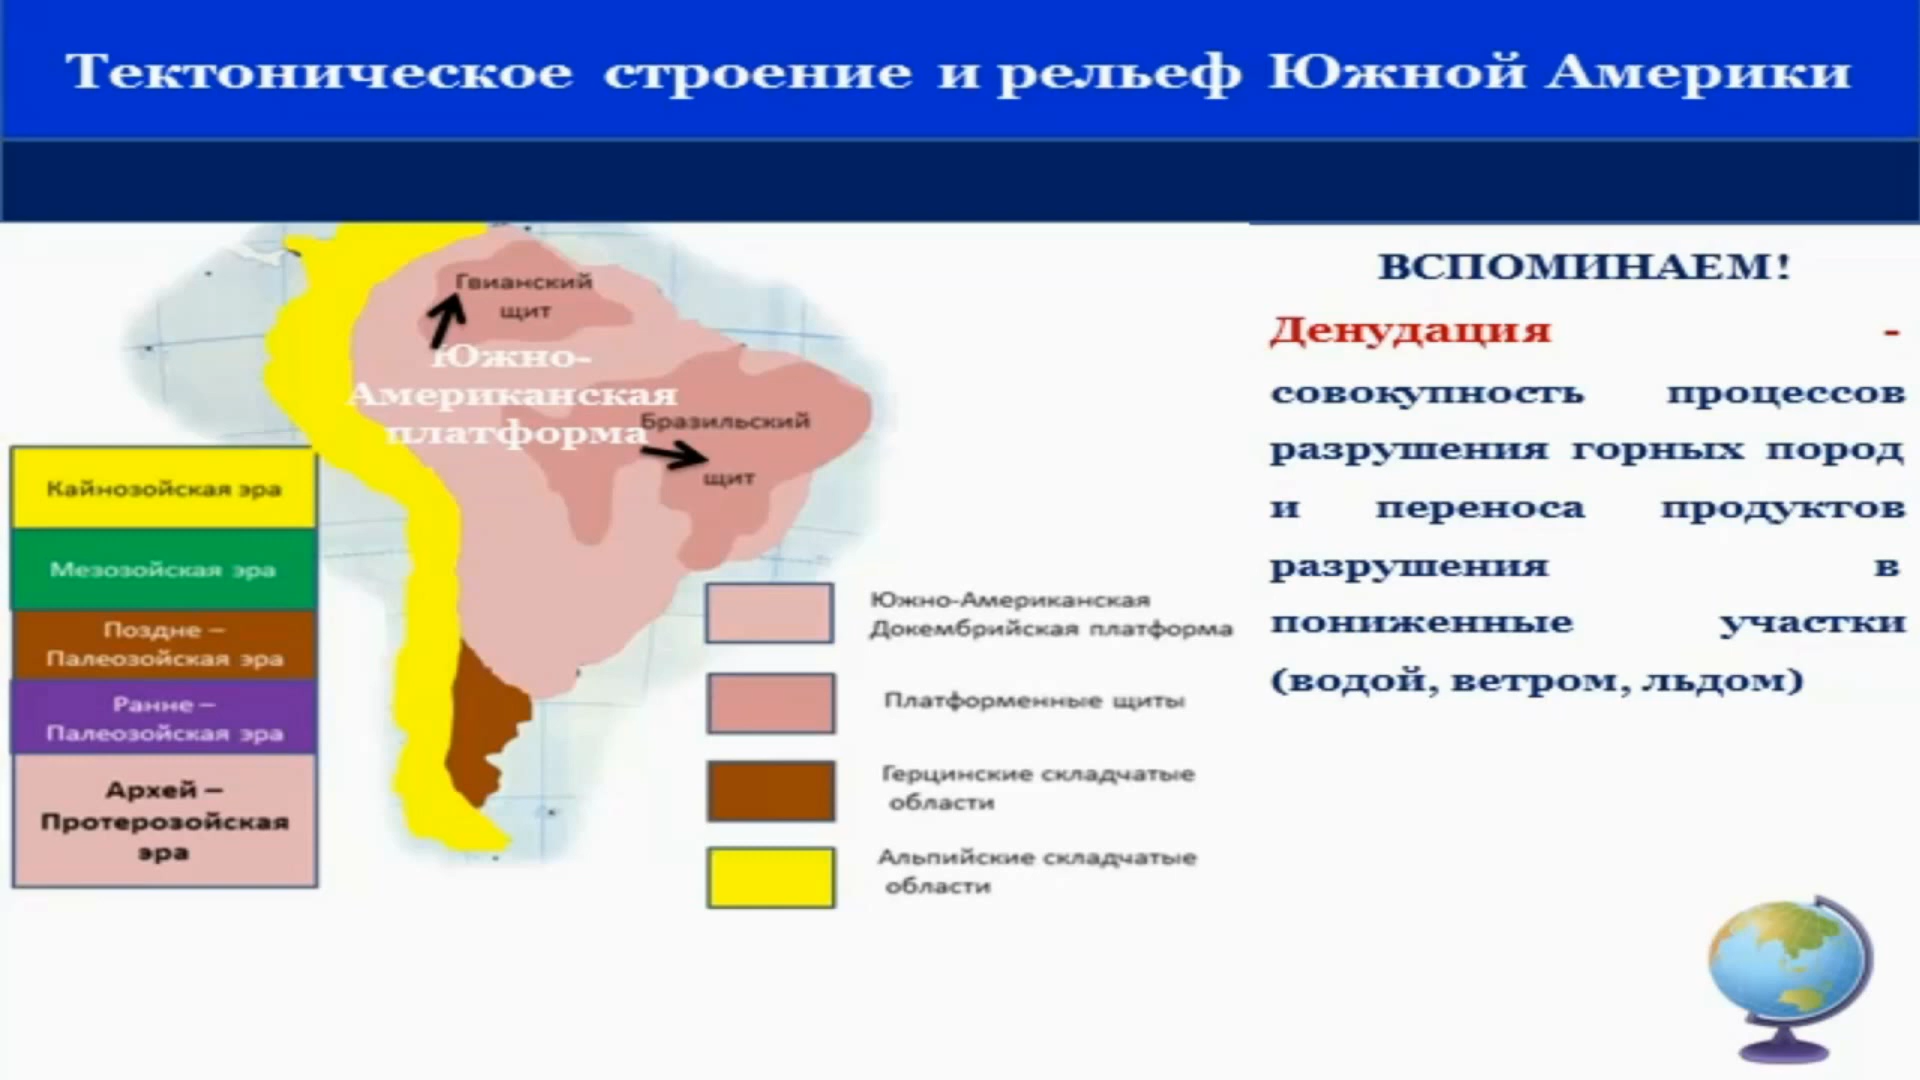 Тектоническое строение и рельеф Южной Америки
Гвианский
щит
Южно-
Американская
платформа
Бразильский
щит
Кайнозойская эра
Мезозойская эра
Поздне –
Палеозойская эра
Ранне –
Палеозойская эра
Архей –
Протерозойская
эра
Южно-Американская
Докембрийская платформа
Платформенные щиты
Герцинские складчатые
области
Альпийские складчатые
области
ВСПОМИНАЕМ!
Денудация -
совокупность процессов
разрушения горных пород
и переноса продуктов
разрушения в
пониженные участки
(водой, ветром, льдом)